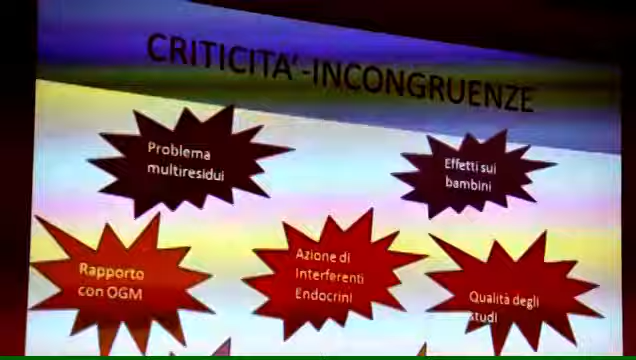 CRITICITA'-INCONGRUENZE
Problema
multiresidui
Effetti sui
bambini
Rapporto
con OGM
Azione di
Interferenti
Endocrini
Qualità degli
studi